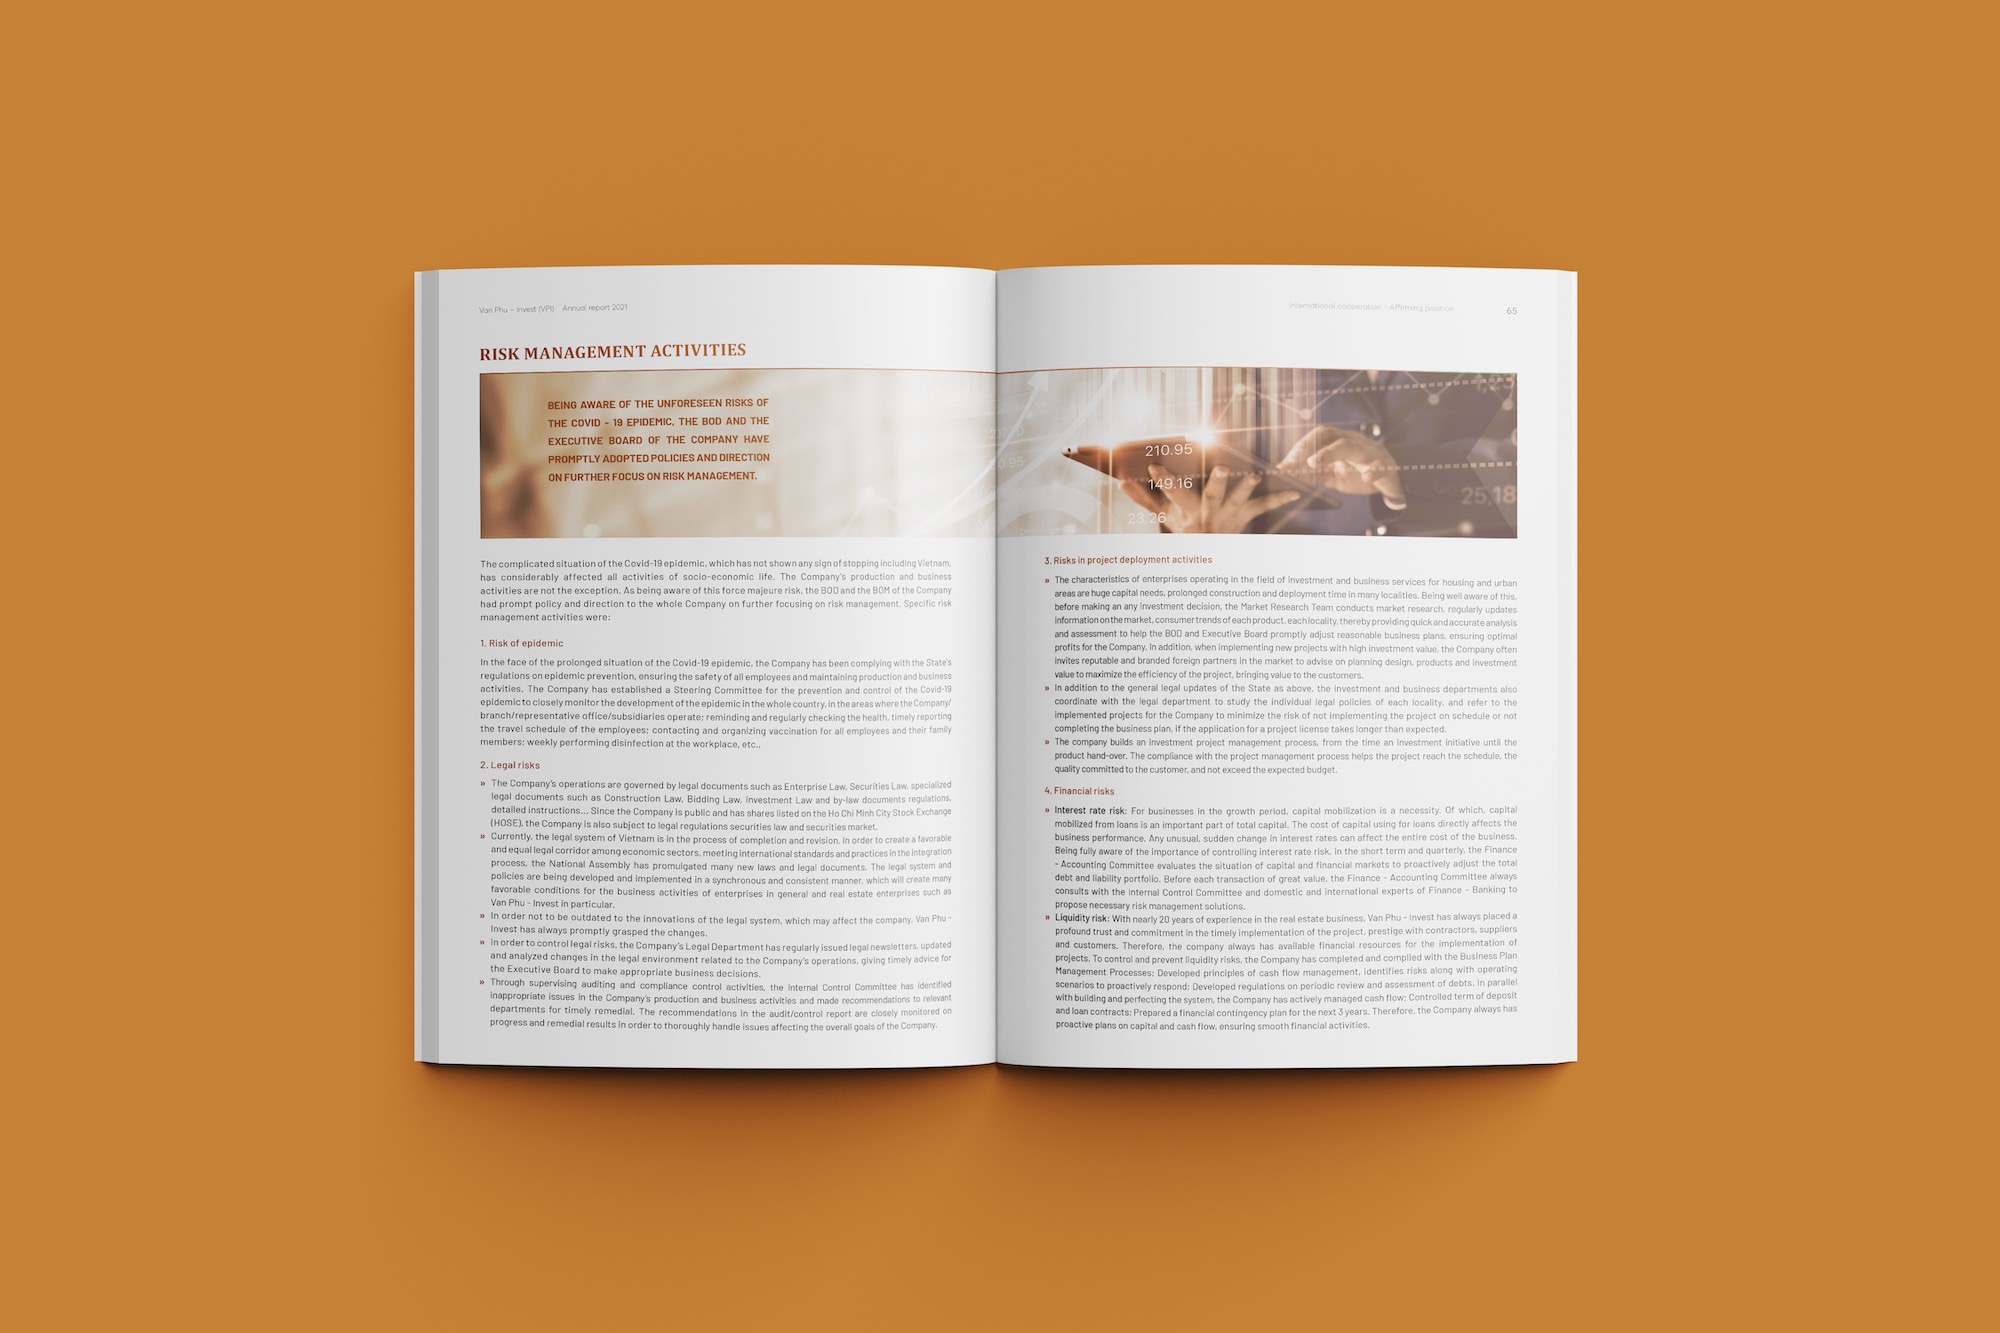 Van Phu – Invest (VPI) Annual report 2021
RISK MANAGEMENT ACTIVITIES
BEING AWARE OF THE UNFORESEEN RISKS OF
THE COVID - 19 EPIDEMIC, THE BOD AND THE
EXECUTIVE BOARD OF THE COMPANY HAVE
PROMPTLY ADOPTED POLICIES AND DIRECTION
ON FURTHER FOCUS ON RISK MANAGEMENT.
The complicated situation of the Covid-19 epidemic, which has not shown any sign of stopping including Vietnam,
has considerably affected all activities of socio-economic life. The Company's production and business
activities are not the exception. As being aware of this force majeure risk, the BOD and the BOM of the Company
had prompt policy and direction to the whole Company on further focusing on risk management. Specific risk
management activities were:
1. Risk of epidemic
In the face of the prolonged situation of the Covid-19 epidemic, the Company has been complying with the State's
regulations on epidemic prevention, ensuring the safety of all employees and maintaining production and business
activities. The Company has established a Steering Committee for the prevention and control of the Covid-19
epidemic to closely monitor the development of the epidemic in the whole country, in the areas where the Company/
branch/representative office/subsidiaries operate; reminding and regularly checking the health, timely reporting
the travel schedule of the employees; contacting and organizing vaccination for all employees and their family
members; weekly performing disinfection at the workplace, etc.,
2. Legal risks
» The Company's operations are governed by legal documents such as Enterprise Law, Securities Law, specialized
legal documents such as Construction Law, Bidding Law, Investment Law and by-law documents regulations,
detailed instructions... Since the Company is public and has shares listed on the Ho Chi Minh City Stock Exchange
(HOSE), the Company is also subject to legal regulations securities law and securities market.
» Currently, the legal system of Vietnam is in the process of completion and revision. In order to create a favorable
and equal legal corridor among economic sectors, meeting international standards and practices in the integration
process, the National Assembly has promulgated many new laws and legal documents. The legal system and
policies are being developed and implemented in a synchronous and consistent manner, which will create many
favorable conditions for the business activities of enterprises in general and real estate enterprises such as
Van Phu - Invest in particular.
» In order not to be outdated to the innovations of the legal system, which may affect the company, Van Phu -
Invest has always promptly grasped the changes.
» In order to control legal risks, the Company's Legal Department has regularly issued legal newsletters, updated
and analyzed changes in the legal environment related to the Company's operations, giving timely advice for
the Executive Board to make appropriate business decisions.
» Through supervising auditing and compliance control activities, the Internal Control Committee has identified
inappropriate issues in the Company's production and business activities and made recommendations to relevant
departments for timely remedial. The recommendations in the audit/control report are closely monitored on
progress and remedial results in order to thoroughly handle issues affecting the overall goals of the Company.
International cooperation – Affirming position 65
210.95
149.16
23.26
25,18
3. Risks in project deployment activities
» The characteristics of enterprises operating in the field of investment and business services for housing and urban
areas are huge capital needs, prolonged construction and deployment time in many localities. Being well aware of this,
before making an any investment decision, the Market Research Team conducts market research, regularly updates
information on the market, consumer trends of each product, each locality, thereby providing quick and accurate analysis
and assessment to help the BOD and Executive Board promptly adjust reasonable business plans, ensuring optimal
profits for the Company. In addition, when implementing new projects with high investment value, the Company often
invites reputable and branded foreign partners in the market to advise on planning design, products and investment
value to maximize the efficiency of the project, bringing value to the customers.
» In addition to the general legal updates of the State as above, the investment and business departments also
coordinate with the legal department to study the individual legal policies of each locality, and refer to the
implemented projects for the Company to minimize the risk of not implementing the project on schedule or not
completing the business plan, if the application for a project license takes longer than expected.
» The company builds an investment project management process, from the time an investment initiative until the
product hand-over. The compliance with the project management process helps the project reach the schedule, the
quality committed to the customer, and not exceed the expected budget.
4. Financial risks
» Interest rate risk: For businesses in the growth period, capital mobilization is a necessity. Of which, capital
mobilized from loans is an important part of total capital. The cost of capital using for loans directly affects the
business performance. Any unusual, sudden change in interest rates can affect the entire cost of the business.
Being fully aware of the importance of controlling interest rate risk, in the short term and quarterly, the Finance
- Accounting Committee evaluates the situation of capital and financial markets to proactively adjust the total
debt and liability portfolio. Before each transaction of great value, the Finance - Accounting Committee always
consults with the Internal Control Committee and domestic and international experts of Finance - Banking to
propose necessary risk management solutions.
» Liquidity risk: With nearly 20 years of experience in the real estate business, Van Phu - Invest has always placed a
profound trust and commitment in the timely implementation of the project, prestige with contractors, suppliers
and customers. Therefore, the company always has available financial resources for the implementation of
projects. To control and prevent liquidity risks, the Company has completed and complied with the Business Plan
Management Processes; Developed principles of cash flow management, identifies risks along with operating
scenarios to proactively respond; Developed regulations on periodic review and assessment of debts. In parallel
with building and perfecting the system, the Company has actively managed cash flow; Controlled term of deposit
and loan contracts; Prepared a financial contingency plan for the next 3 years. Therefore, the Company always has
proactive plans on capital and cash flow, ensuring smooth financial activities.